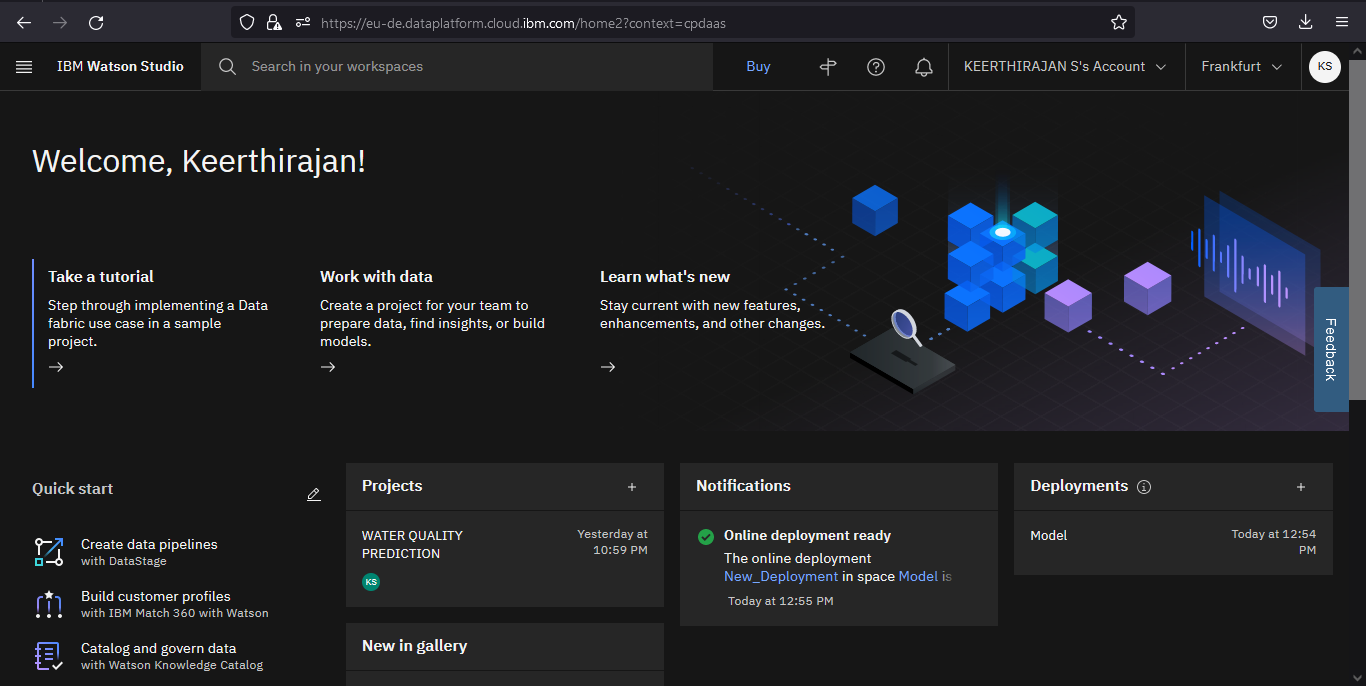 https://eu-de.dataplatform.cloud.ibm.com/home2?context=cpdaas
IBM Watson Studio
Search in your workspaces
Buy
KEERTHIRAJAN S's Account
Frankfurt
KS
Welcome, Keerthirajan!
Take a tutorial
Step through implementing a Data
fabric use case in a sample
project.
Work with data
Create a project for your team to
prepare data, find insights, or build
models.
Learn what's new
Stay current with new features,
enhancements, and other changes.
Feedback
Quick start
Create data pipelines
with DataStage
Build customer profiles
with IBM Match 360 with Watson
Catalog and govern data
with Watson Knowledge Catalog
Projects
WATER QUALITY
PREDICTION
Yesterday at
10:59 PM
KS
New in gallery
Notifications
Online deployment ready
The online deployment
New_Deployment in space Model is
Today at 12:55 PM
Deployments
Model
Today at 12:54
PM